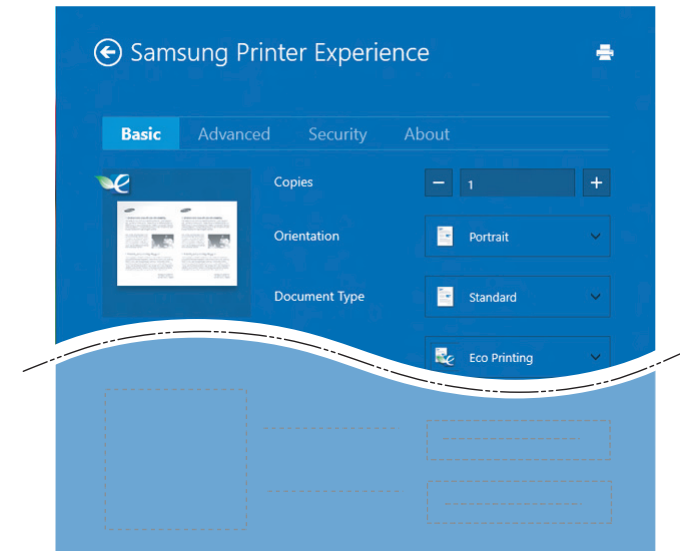 Samsung Printer Experience
Basic Advanced Security About
Copies 1
Orientation Portrait
Document Type Standard
Eco Printing